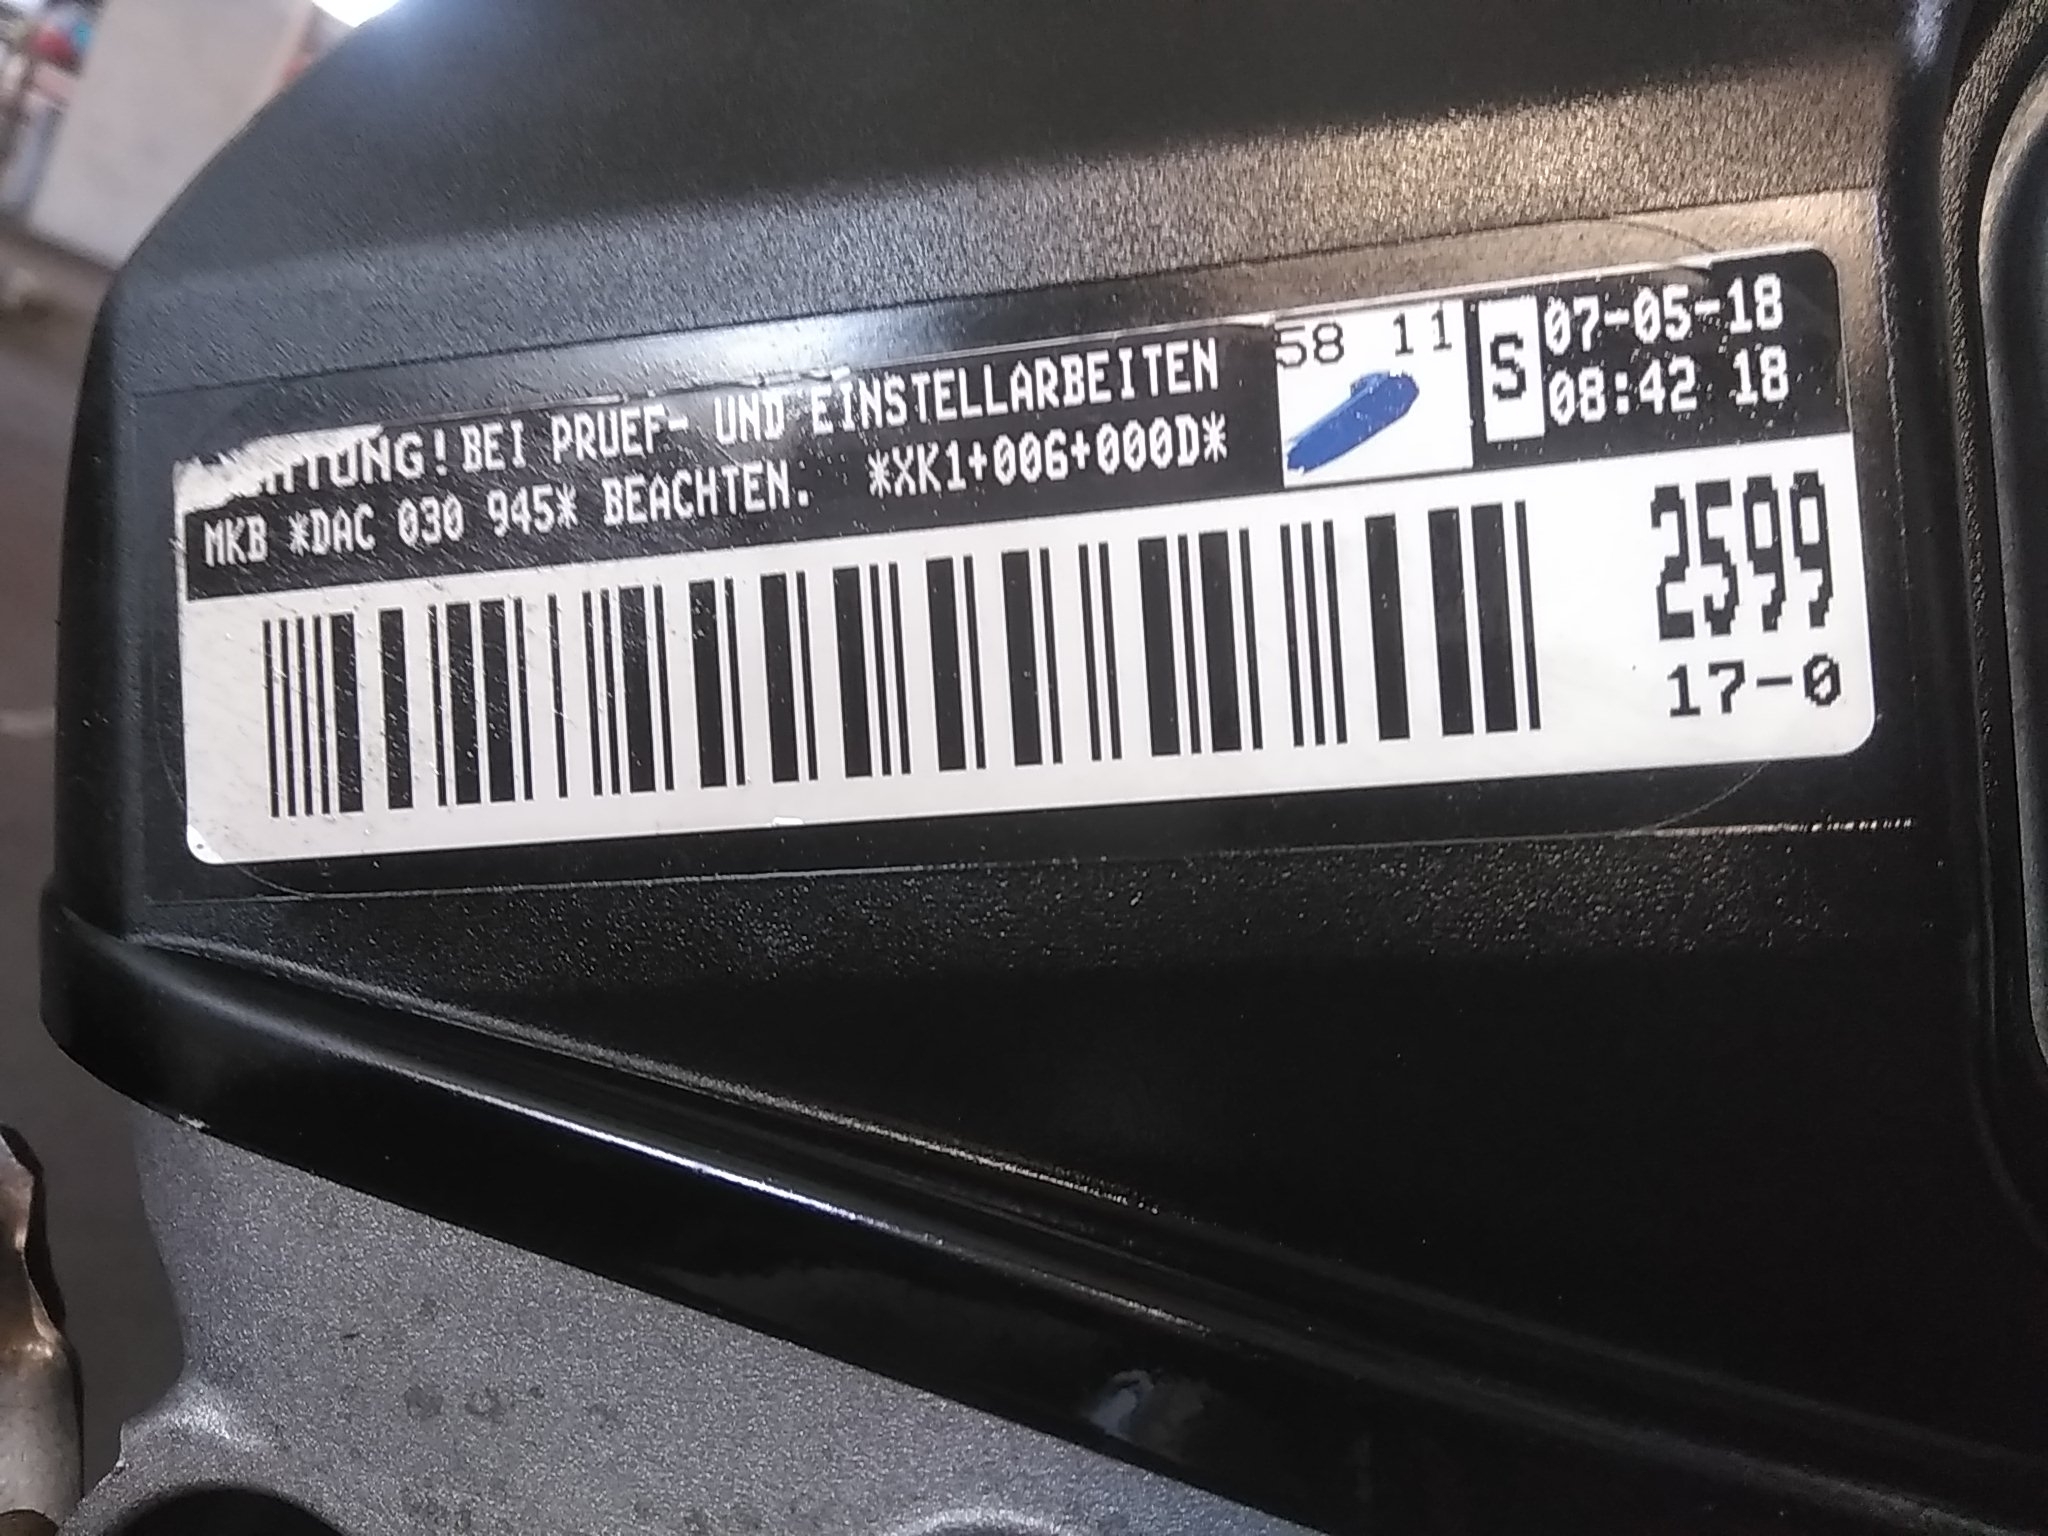 ACHTUNG! BEI PRUEF- UND EINSTELLARBEITEN
MKB *DAC 030 945* BEACHTEN. *XK1+006+000D*
58 11
S
07-05-18
08:42 18
2599
17-0